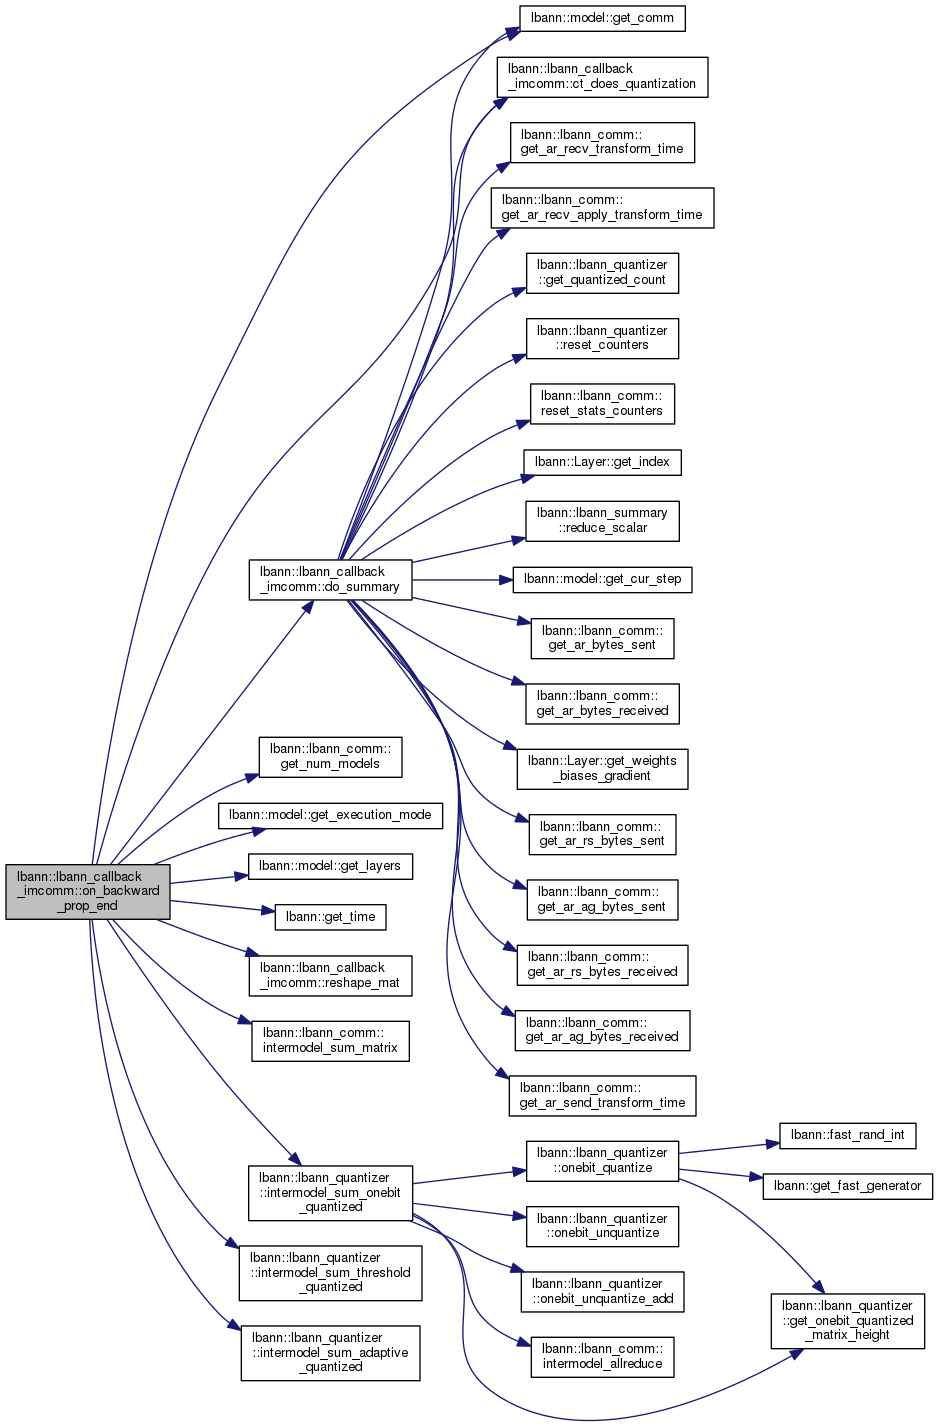 lbann::model::get_comm
lbann::lbann_callback
_imcomm::ct_does_quantization
lbann::lbann_comm::
get_ar_recv_transform_time
lbann::lbann_comm::
get_ar_recv_apply_transform_time
lbann::lbann_quantizer
::get_quantized_count
lbann::lbann_quantizer
::reset_counters
lbann::lbann_comm::
reset_stats_counters
lbann::Layer::get_index
lbann::lbann_summary
::reduce_scalar
lbann::lbann_callback
_imcomm::do_summary
lbann::model::get_cur_step
lbann::lbann_comm::
get_ar_bytes_sent
lbann::lbann_comm::
get_ar_bytes_received
lbann::lbann_comm::
get_num_models
lbann::Layer::get_weights
_biases_gradient
lbann::model::get_execution_mode
lbann::lbann_comm::
get_ar_rs_bytes_sent
lbann::model::get_layers
lbann::lbann_callback
_imcomm::on_backward
_prop_end
lbann::lbann_comm::
get_ar_ag_bytes_sent
lbann::get_time
lbann::lbann_callback
_imcomm::reshape_mat
lbann::lbann_comm::
get_ar_rs_bytes_received
lbann::lbann_comm::
intermodel_sum_matrix
lbann::lbann_comm::
get_ar_ag_bytes_received
lbann::lbann_comm::
get_ar_send_transform_time
lbann::fast_rand_int
lbann::lbann_quantizer
::onebit_quantize
lbann::get_fast_generator
lbann::lbann_quantizer
::intermodel_sum_onebit
_quantized
lbann::lbann_quantizer
::onebit_unquantize
lbann::lbann_quantizer
::intermodel_sum_threshold
_quantized
lbann::lbann_quantizer
::onebit_unquantize_add
lbann::lbann_quantizer
::get_onebit_quantized
_matrix_height
lbann::lbann_quantizer
::intermodel_sum_adaptive
_quantized
lbann::lbann_comm::
intermodel_allreduce